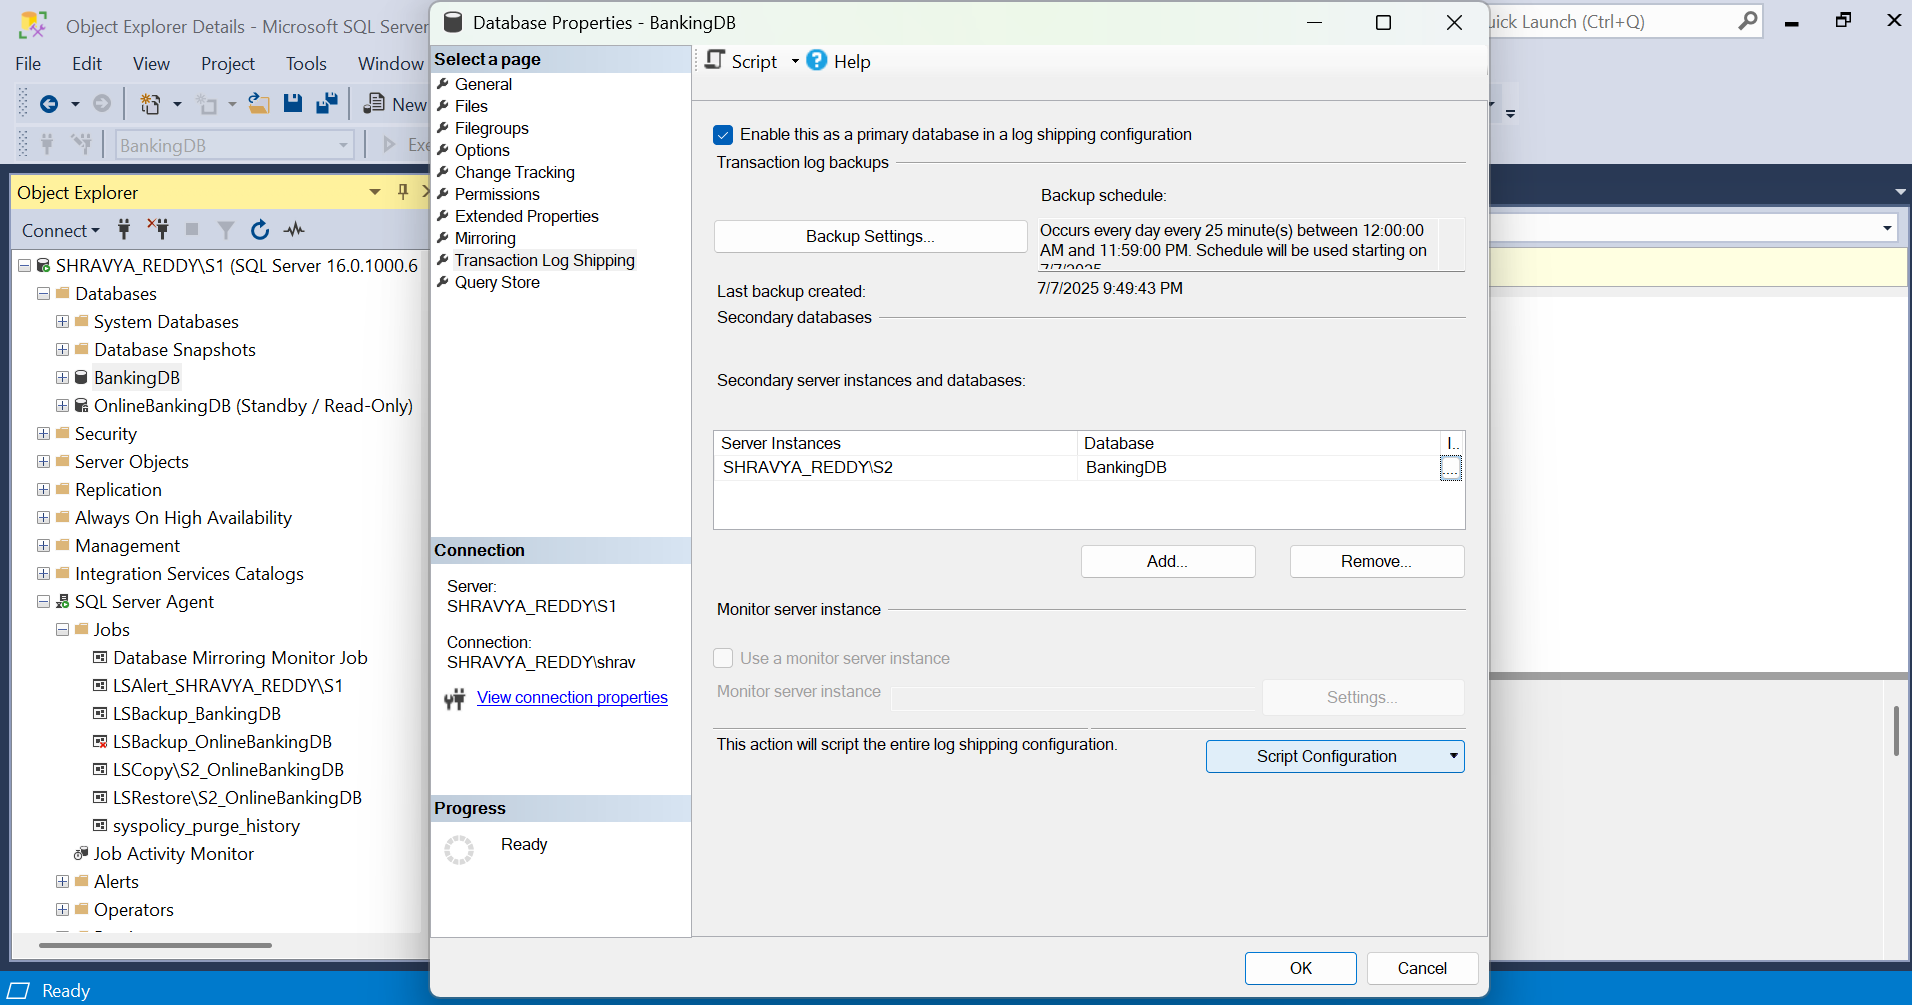 Object Explorer Details - Microsoft SQL Server
Quick Launch (Ctrl+Q)
File Edit View Project Tools Window
New
BankingDB
Exe
Object Explorer
Connect
SHRAVYA_REDDY\S1 (SQL Server 16.0.1000.6
Databases
System Databases
Database Snapshots
BankingDB
OnlineBankingDB (Standby / Read-Only)
Security
Server Objects
Replication
Always On High Availability
Management
Integration Services Catalogs
SQL Server Agent
Jobs
Database Mirroring Monitor Job
LSAlert_SHRAVYA_REDDY\S1
LSBackup_BankingDB
LSBackup_OnlineBankingDB
LSCopy\S2_OnlineBankingDB
LSRestore\S2_OnlineBankingDB
syspolicy_purge_history
Job Activity Monitor
Alerts
Operators
Ready
Database Properties - BankingDB
Select a page
General
Files
Filegroups
Options
Change Tracking
Permissions
Extended Properties
Mirroring
Transaction Log Shipping
Query Store
Connection
Server:
SHRAVYA_REDDY\S1
Connection:
SHRAVYA_REDDY\shrav
View connection properties
Progress
Ready
Script Help
Enable this as a primary database in a log shipping configuration
Transaction log backups
Backup schedule:
Backup Settings...
Occurs every day every 25 minute(s) between 12:00:00
AM and 11:59:00 PM. Schedule will be used starting on
7/7/2025
Last backup created:
7/7/2025 9:49:43 PM
Secondary databases
Secondary server instances and databases:
Server Instances Database I..
SHRAVYA_REDDY\S2 BankingDB ...
Add... Remove...
Monitor server instance
Use a monitor server instance
Monitor server instance Settings...
This action will script the entire log shipping configuration.
Script Configuration
OK Cancel